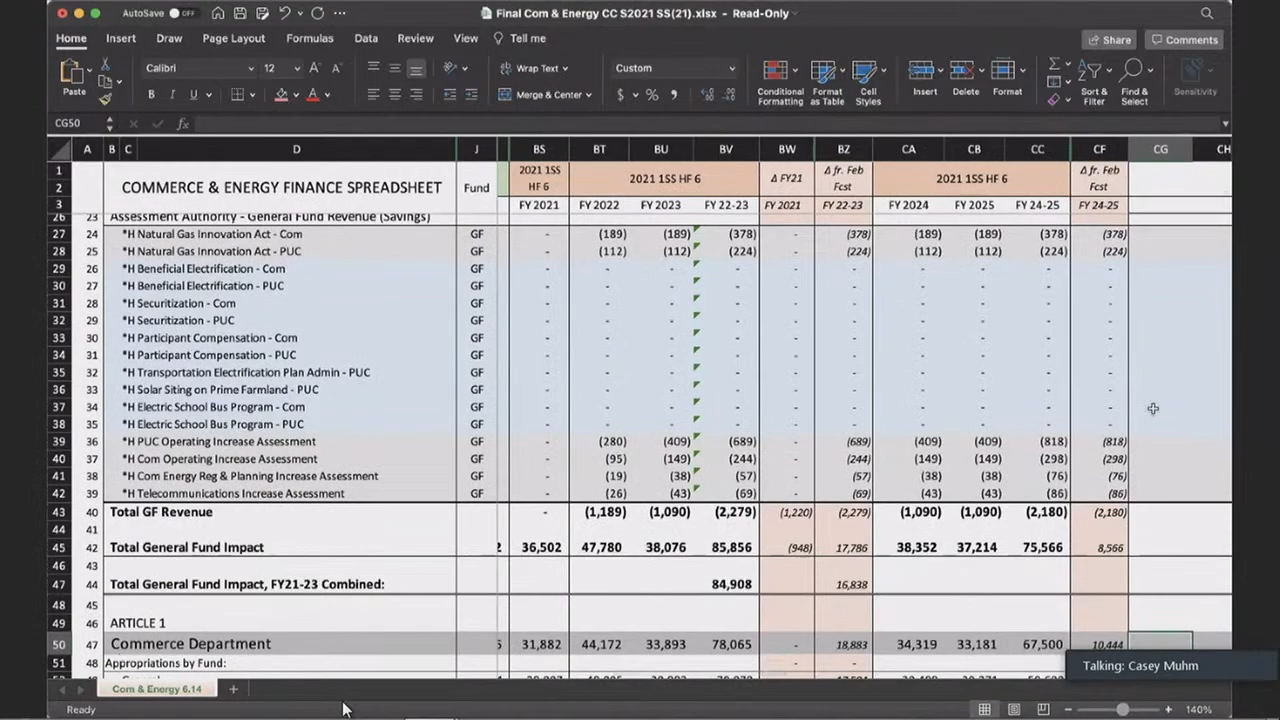 AutoSave OFF Final Com & Energy CC S2021 SS(21).xlsx - Read-Only
Home Insert Draw Page Layout Formulas Data Review View Tell me Share Comments
Paste Calibri 12 Wrap Text Custom Conditional Formatting Format as Table Cell Styles Insert Delete Format Sort & Filter Find & Select Sensitivity
B I U Merge & Center $ %
CG50 fx
A B C D J BS BT BU BV BW BZ CA CB CC CF CG CH
1 2021 1SS HF 6 2021 1SS HF 6 Δ FY21 Δ fr. Feb Fcst 2021 1SS HF 6 Δ fr. Feb Fcst
2 COMMERCE & ENERGY FINANCE SPREADSHEET Fund
3 FY 2021 FY 2022 FY 2023 FY 22-23 FY 2021 FY 22-23 FY 2024 FY 2025 FY 24-25 FY 24-25
26 23 Assessment Authority - General Fund Revenue (Savings)
27 24 *H Natural Gas Innovation Act - Com GF - (189) (189) (378) - (378) (189) (189) (378) (378)
28 25 *H Natural Gas Innovation Act - PUC GF - (112) (112) (224) - (224) (112) (112) (224) (224)
29 26 *H Beneficial Electrification - Com GF - - - - - - - - - -
30 27 *H Beneficial Electrification - PUC GF - - - - - - - - - -
31 28 *H Securitization - Com GF - - - - - - - - - -
32 29 *H Securitization - PUC GF - - - - - - - - - -
33 30 *H Participant Compensation - Com GF - - - - - - - - - -
34 31 *H Participant Compensation - PUC GF - - - - - - - - - -
35 32 *H Transportation Electrification Plan Admin - PUC GF - - - - - - - - - -
36 33 *H Solar Siting on Prime Farmland - PUC GF - - - - - - - - - -
37 34 *H Electric School Bus Program - Com GF - - - - - - - - - -
38 35 *H Electric School Bus Program - PUC GF - - - - - - - - - -
39 36 *H PUC Operating Increase Assessment GF - (280) (409) (689) - (689) (409) (409) (818) (818)
40 37 *H Com Operating Increase Assessment GF - (95) (149) (244) - (244) (149) (149) (298) (298)
41 38 *H Com Energy Reg & Planning Increase Assessment GF - (19) (38) (57) - (57) (38) (38) (76) (76)
42 39 *H Telecommunications Increase Assessment GF - (26) (43) (69) - (69) (43) (43) (86) (86)
43 40 Total GF Revenue - (1,189) (1,090) (2,279) (1,220) (2,279) (1,090) (1,090) (2,180) (2,180)
44 41
45 42 Total General Fund Impact 2 36,502 47,780 38,076 85,856 (948) 17,786 38,352 37,214 75,566 8,566
46 43
47 44 Total General Fund Impact, FY21-23 Combined: 84,908 16,838
48 45
49 46 ARTICLE 1
50 47 Commerce Department 31,882 44,172 33,893 78,065 - 18,883 34,319 33,181 67,500 10,444
51 48 Appropriations by Fund: - -
Talking: Casey Muhm
Com & Energy 6.14 +
Ready 140%